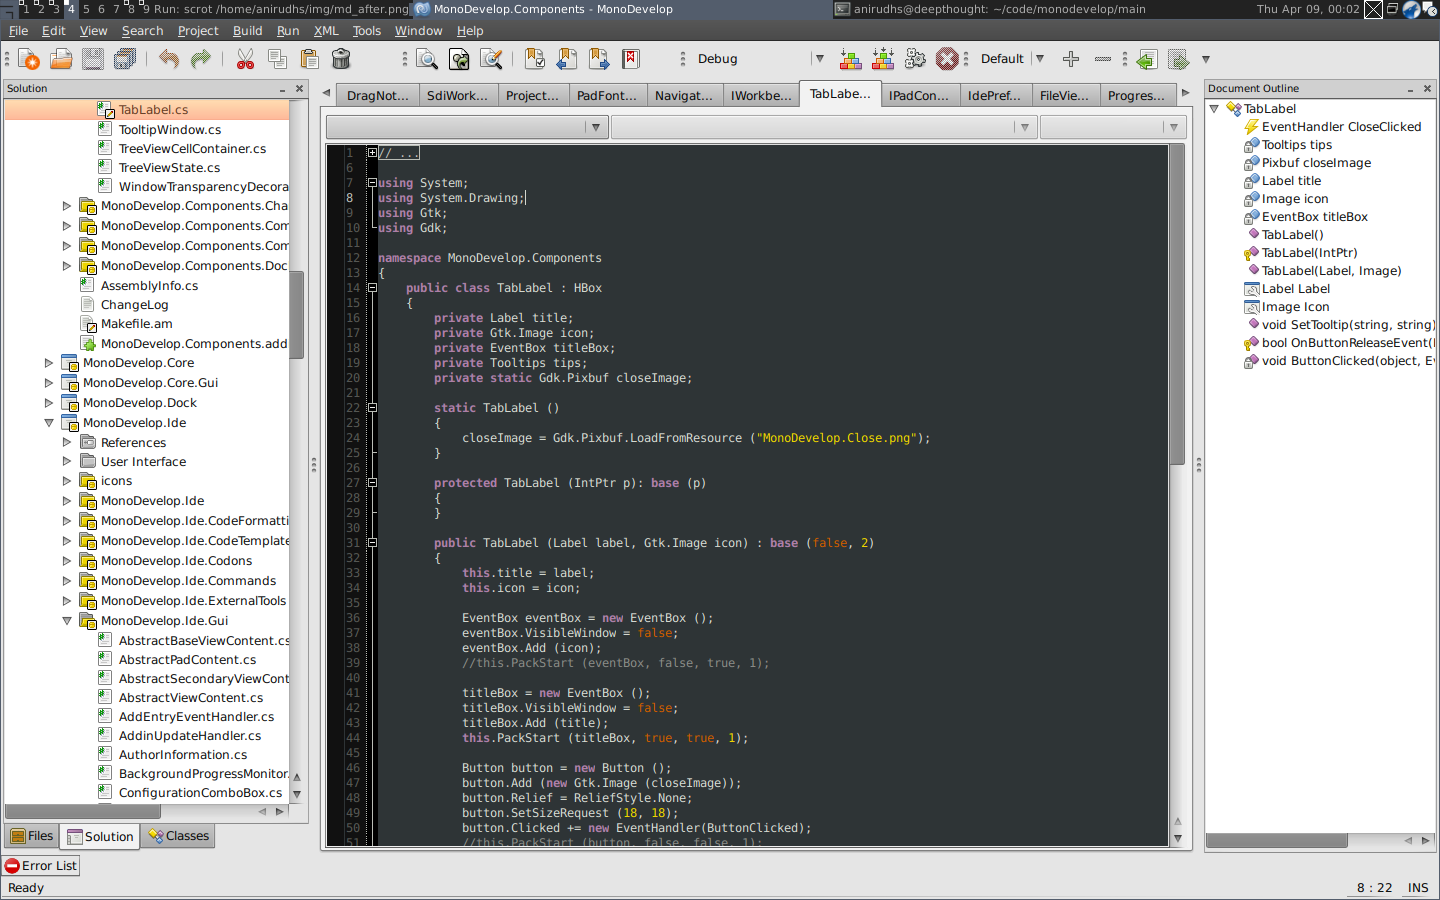 1 2 3 4 5 6 7 8 9 Run: scrot /home/anirudhs/img/md_after.png
MonoDevelop.Components - MonoDevelop
anirudhs@deepthought: ~/code/monodevelop/main
Thu Apr 09, 00:02
File Edit View Search Project Build Run XML Tools Window Help
Debug
Default
Solution
TabLabel.cs
TooltipWindow.cs
TreeViewCellContainer.cs
TreeViewState.cs
WindowTransparencyDecora
MonoDevelop.Components.Cha
MonoDevelop.Components.Com
MonoDevelop.Components.Com
MonoDevelop.Components.Doc
AssemblyInfo.cs
ChangeLog
Makefile.am
MonoDevelop.Components.add
MonoDevelop.Core
MonoDevelop.Core.Gui
MonoDevelop.Dock
MonoDevelop.Ide
References
User Interface
icons
MonoDevelop.Ide
MonoDevelop.Ide.CodeFormatti
MonoDevelop.Ide.CodeTemplate
MonoDevelop.Ide.Codons
MonoDevelop.Ide.Commands
MonoDevelop.Ide.ExternalTools
MonoDevelop.Ide.Gui
AbstractBaseViewContent.cs
AbstractPadContent.cs
AbstractSecondaryViewCont
AbstractViewContent.cs
AddEntryEventHandler.cs
AddinUpdateHandler.cs
AuthorInformation.cs
BackgroundProgressMonitor.
ConfigurationComboBox.cs
Files Solution Classes
DragNot... SdiWork... Project... PadFont... Navigat... IWorkbe... TabLabe... IPadCon... IdePref... FileVie... Progres...
1 // ...
6
7 using System;
8 using System.Drawing;
9 using Gtk;
10 using Gdk;
11
12 namespace MonoDevelop.Components
13 {
14 public class TabLabel : HBox
15 {
16 private Label title;
17 private Gtk.Image icon;
18 private EventBox titleBox;
19 private Tooltips tips;
20 private static Gdk.Pixbuf closeImage;
21
22 static TabLabel ()
23 {
24 closeImage = Gdk.Pixbuf.LoadFromResource ("MonoDevelop.Close.png");
25 }
26
27 protected TabLabel (IntPtr p): base (p)
28 {
29 }
30
31 public TabLabel (Label label, Gtk.Image icon) : base (false, 2)
32 {
33 this.title = label;
34 this.icon = icon;
35
36 EventBox eventBox = new EventBox ();
37 eventBox.VisibleWindow = false;
38 eventBox.Add (icon);
39 //this.PackStart (eventBox, false, true, 1);
40
41 titleBox = new EventBox ();
42 titleBox.VisibleWindow = false;
43 titleBox.Add (title);
44 this.PackStart (titleBox, true, true, 1);
45
46 Button button = new Button ();
47 button.Add (new Gtk.Image (closeImage));
48 button.Relief = ReliefStyle.None;
49 button.SetSizeRequest (18, 18);
50 button.Clicked += new EventHandler(ButtonClicked);
51 //this.PackStart (button, false, false, 1);
Document Outline
TabLabel
EventHandler CloseClicked
Tooltips tips
Pixbuf closeImage
Label title
Image icon
EventBox titleBox
TabLabel()
TabLabel(IntPtr)
TabLabel(Label, Image)
Label Label
Image Icon
void SetTooltip(string, string)
bool OnButtonReleaseEvent(
void ButtonClicked(object, Ev
Error List
Ready
8 : 22 INS